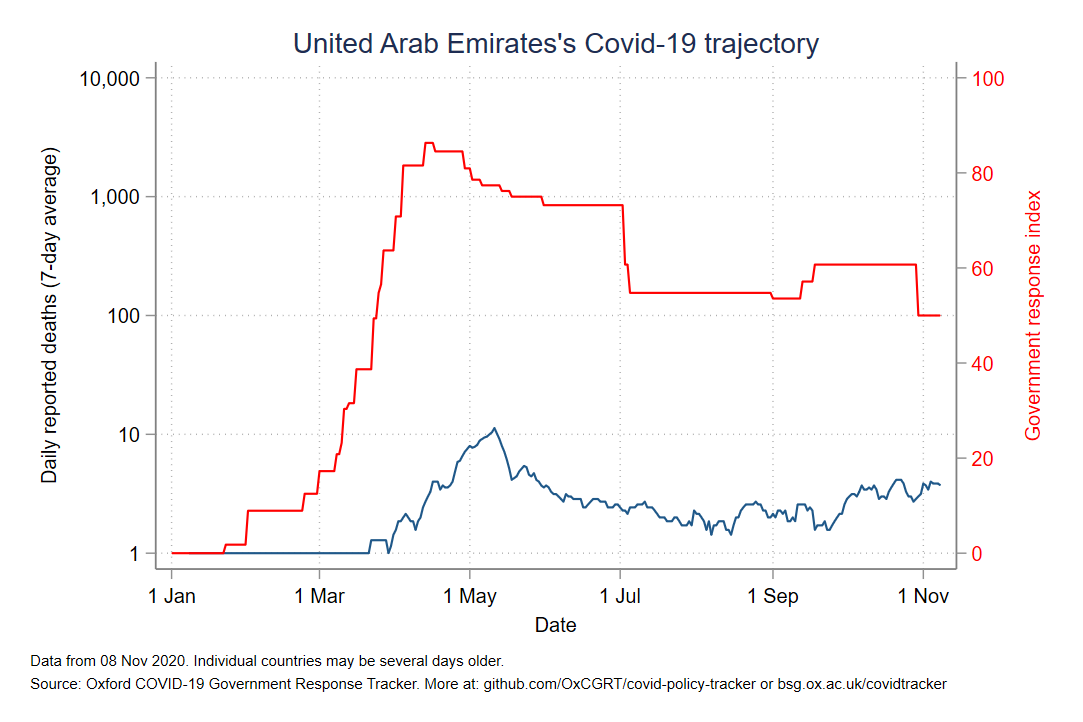 United Arab Emirates's Covid-19 trajectory
10,000
1,000
100
10
1
Daily reported deaths (7-day average)
100
80
60
40
20
0
Government response index
1 Jan
1 Mar
1 May
1 Jul
1 Sep
1 Nov
Date
Data from 08 Nov 2020. Individual countries may be several days older.
Source: Oxford COVID-19 Government Response Tracker. More at: github.com/OxCGRT/covid-policy-tracker or bsg.ox.ac.uk/covidtracker